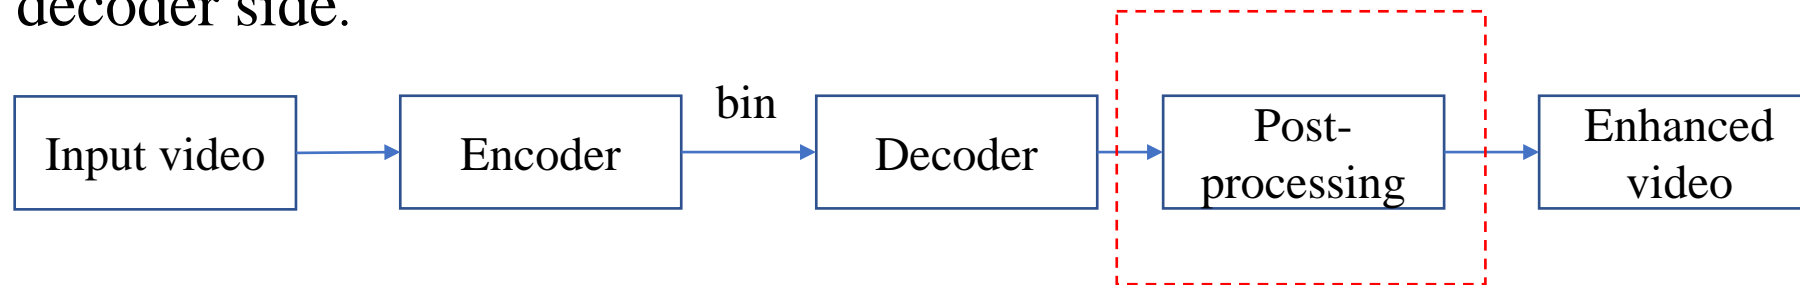 decoder side.
bin
Input video
Encoder
Decoder
Post-
processing
Enhanced
video